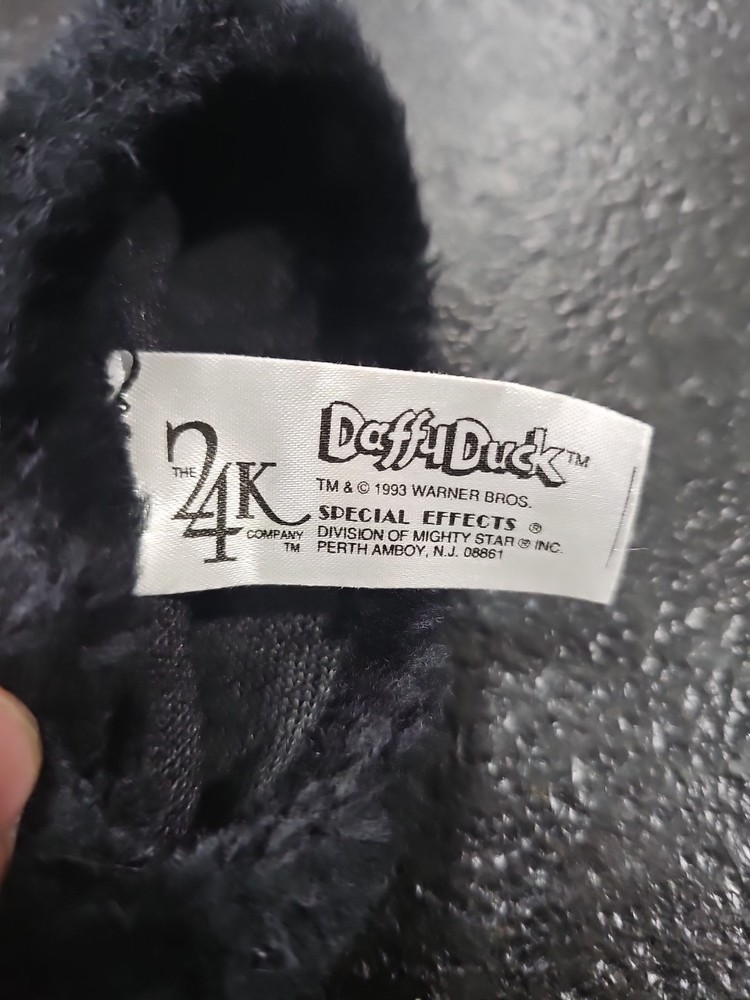 THE
24K
COMPANY
TM
DaffyDuck™
TM & © 1993 WARNER BROS.
SPECIAL EFFECTS ®
DIVISION OF MIGHTY STAR ® INC.
PERTH AMBOY, N.J. 08861